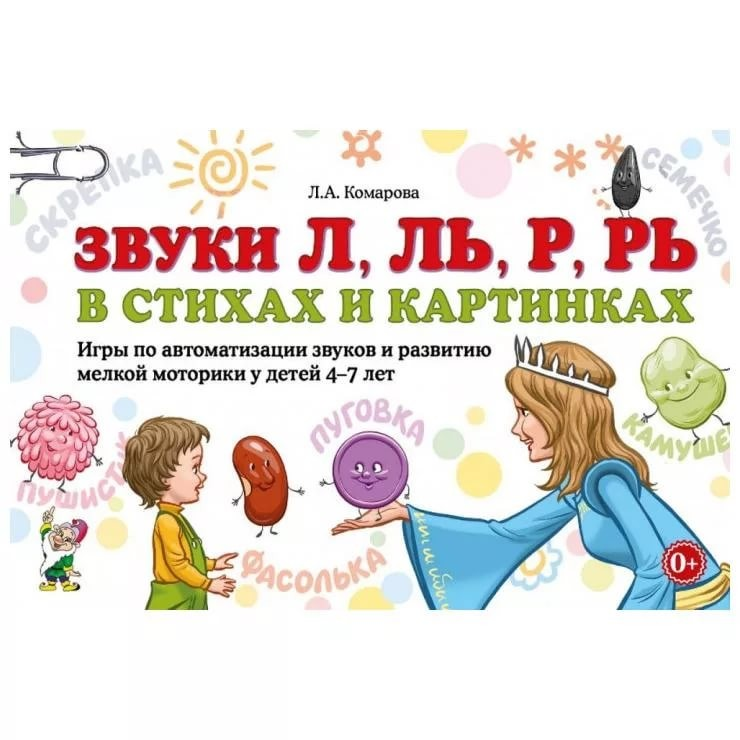 СКРЕПКА
СЕМЕЧКО
Л.А. Комарова
ЗВУКИ Л, ЛЬ, Р, РЬ
В СТИХАХ И КАРТИНКАХ
Игры по автоматизации звуков и развитию
мелкой моторики у детей 4–7 лет
ПУГОВКА
КАМУШЕ
ПУШИСТИК
ФАСОЛЬКА
0+